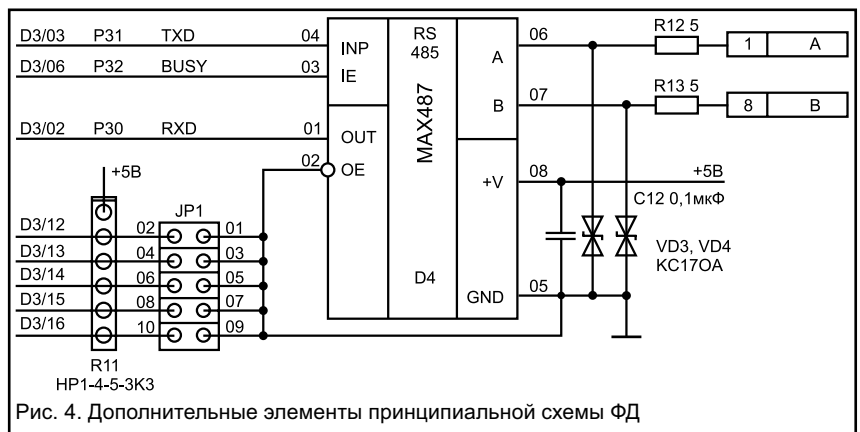 D3/03 P31 TXD 04 INP RS 485 A 06 R12 5 1 A
D3/06 P32 BUSY 03 IE
B 07 R13 5 8 B
D3/02 P30 RXD 01 OUT MAX487
02 OE
+5В
+V 08 +5В
C12 0,1мкФ
JP1
D3/12 02 01
D3/13 04 03
D3/14 06 05
D3/15 08 07
D3/16 10 09
VD3, VD4
KC17OA
D4
GND 05
R11
HP1-4-5-3K3
Рис. 4. Дополнительные элементы принципиальной схемы ФД